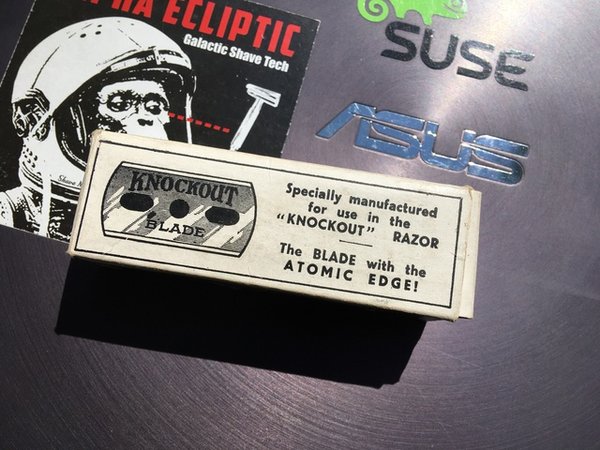 PHA ECLIPTIC
Galactic Shave Tech
SUSE
ASUS
KNOCKOUT
BLADE
Specially manufactured
for use in the
"KNOCKOUT" RAZOR
The BLADE with the
ATOMIC EDGE!